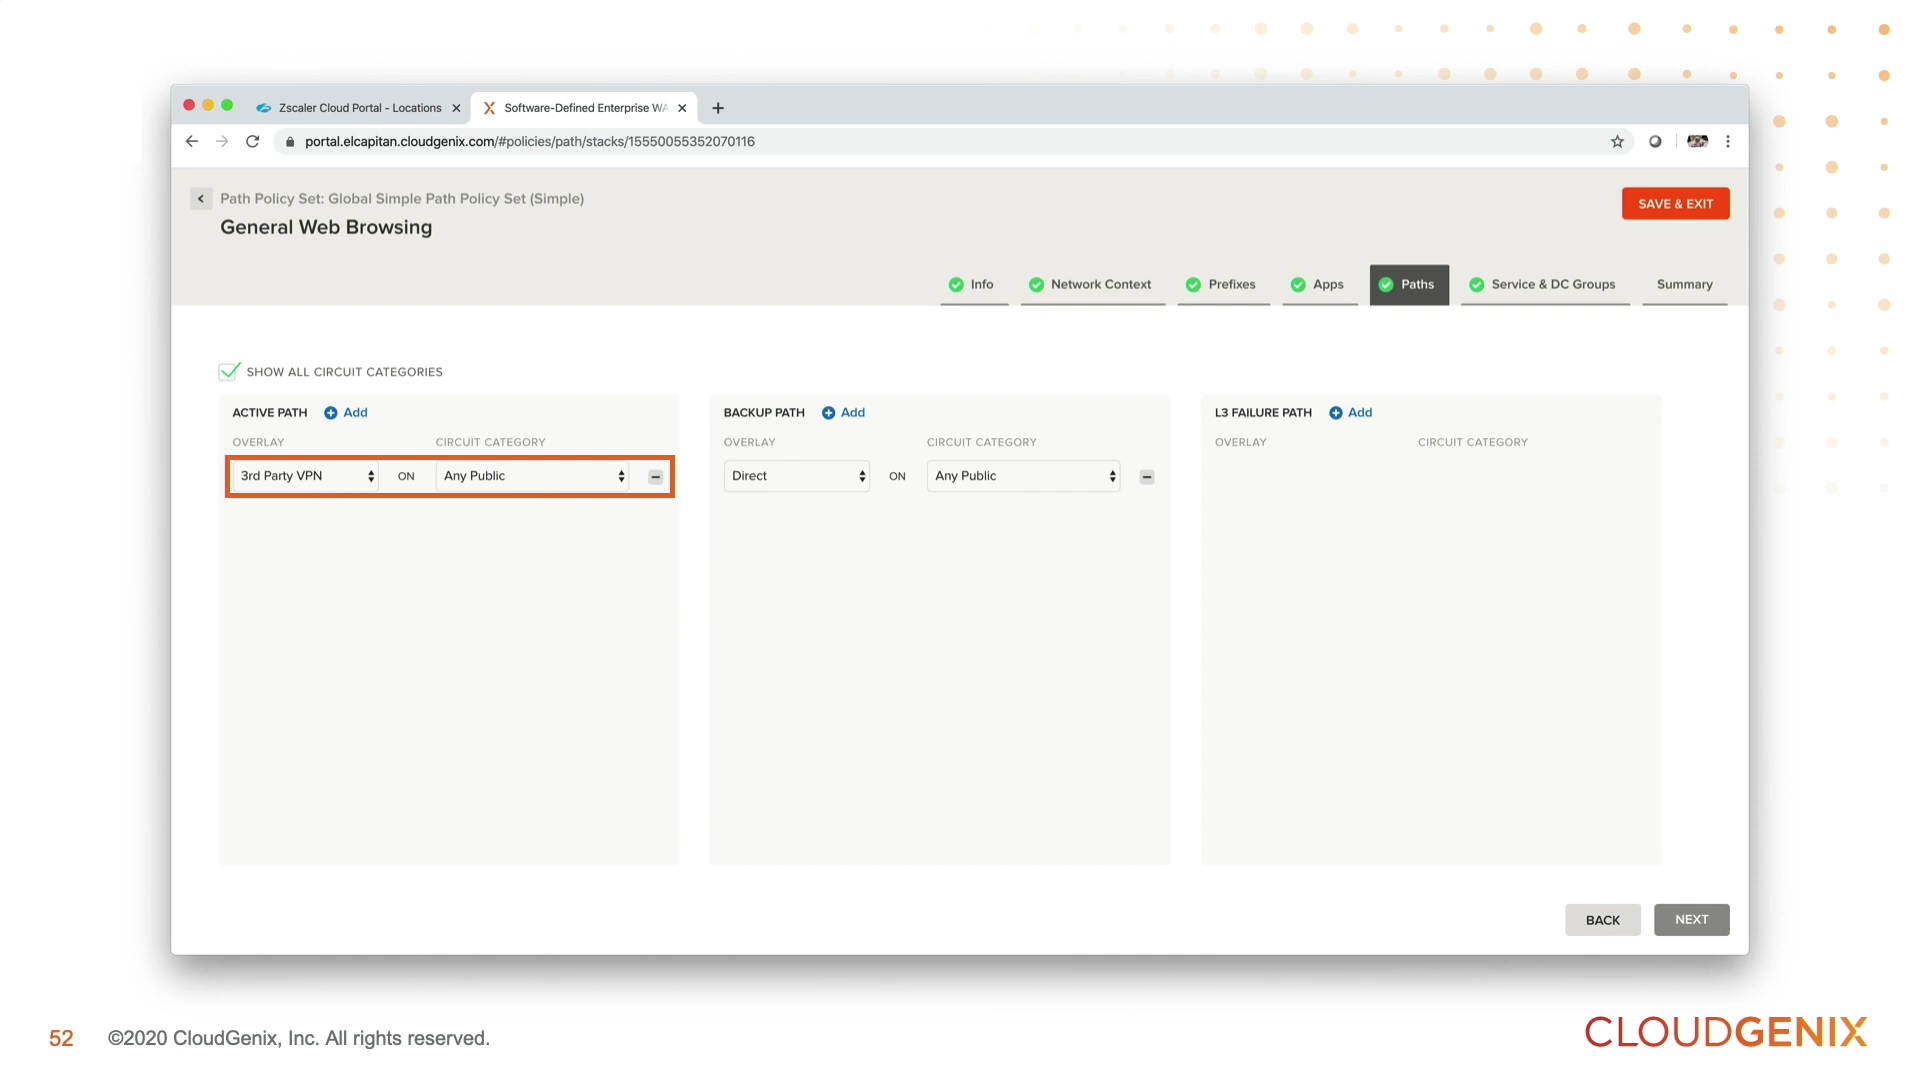 Zscaler Cloud Portal - Locations
Software-Defined Enterprise WA
portal.elcapitan.cloudgenix.com/#policies/path/stacks/15550055352070116
Path Policy Set: Global Simple Path Policy Set (Simple)
General Web Browsing
SAVE & EXIT
Info
Network Context
Prefixes
Apps
Paths
Service & DC Groups
Summary
SHOW ALL CIRCUIT CATEGORIES
ACTIVE PATH Add
OVERLAY CIRCUIT CATEGORY
3rd Party VPN ON Any Public
BACKUP PATH Add
OVERLAY CIRCUIT CATEGORY
Direct ON Any Public
L3 FAILURE PATH Add
OVERLAY CIRCUIT CATEGORY
BACK
NEXT
52 ©2020 CloudGenix, Inc. All rights reserved.
CLOUDGENIX